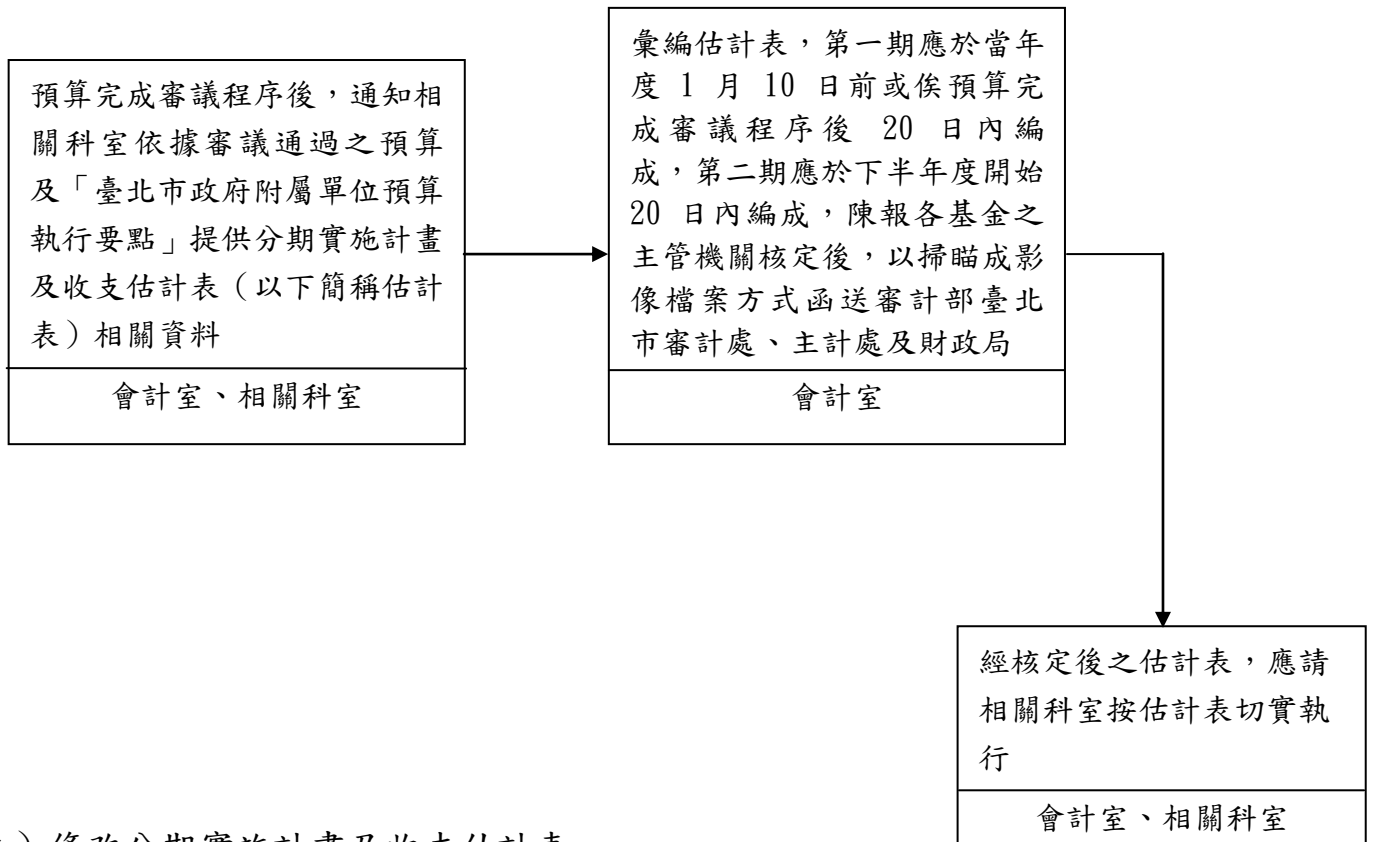 預算完成審議程序後，通知相
關科室依據審議通過之預算
及「臺北市政府附屬單位預算
執行要點」提供分期實施計畫
及收支估計表（以下簡稱估計
表）相關資料
會計室、相關科室
彙編估計表，第一期應於當年
度 1 月 10 日前或俟預算完
成審議程序後 20 日內編
成，第二期應於下半年度開始
20 日內編成，陳報各基金之
主管機關核定後，以掃瞄成影
像檔案方式函送審計部臺北
市審計處、主計處及財政局
會計室
經核定後之估計表，應請
相關科室按估計表切實執
行
會計室、相關科室
）修改分期實施計畫及收支估計表